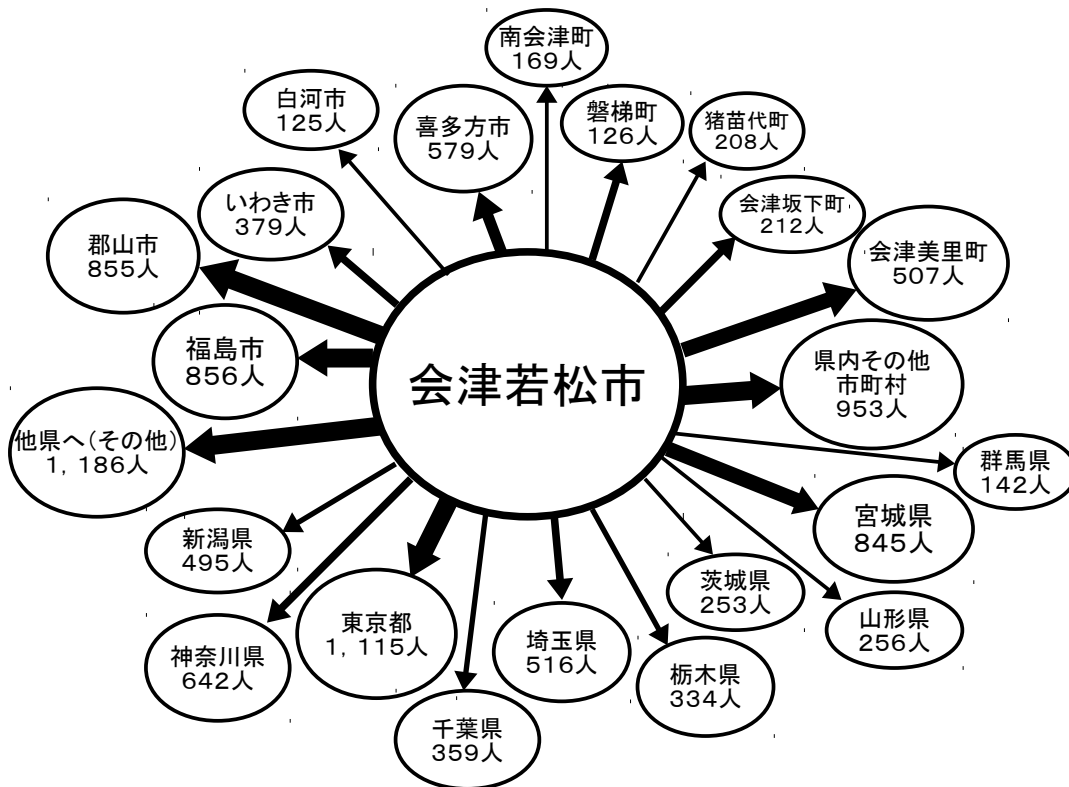 南会津町
169人
白河市
125人
喜多方市
579人
磐梯町
126人
猪苗代町
208人
いわき市
379人
会津坂下町
212人
郡山市
855人
会津美里町
507人
福島市
856人
会津若松市
県内その他
市町村
953人
他県へ(その他)
1,186人
群馬県
142人
新潟県
495人
宮城県
845人
茨城県
253人
神奈川県
642人
東京都
1,115人
埼玉県
516人
栃木県
334人
山形県
256人
千葉県
359人